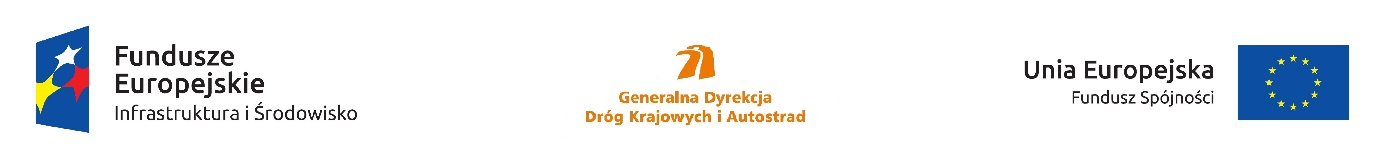 Fundusze
Europejskie
Infrastruktura i Środowisko
Generalna Dyrekcja
Dróg Krajowych i Autostrad
Unia Europejska
Fundusz Spójności